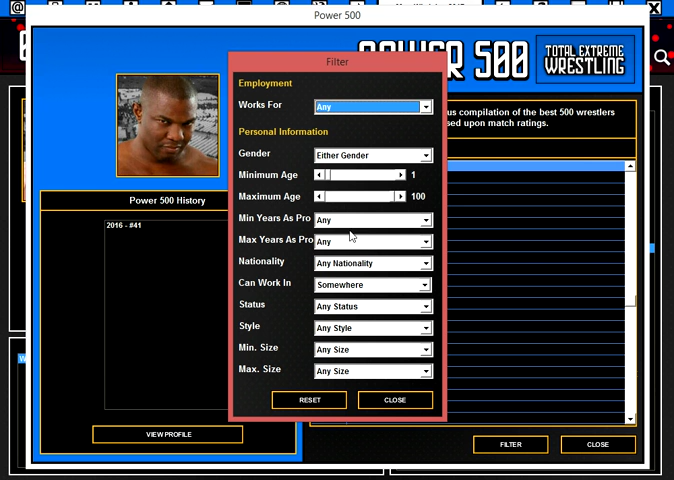 Power 500
POWER 500
TOTAL EXTREME
WRESTLING
us compilation of the best 500 wrestlers
sed upon match ratings.
Power 500 History
2016 - #41
VIEW PROFILE
Filter
Employment
Works For Any
Personal Information
Gender Either Gender
Minimum Age 1
Maximum Age 100
Min Years As Pro Any
Max Years As Pro Any
Nationality Any Nationality
Can Work In Somewhere
Status Any Status
Style Any Style
Min. Size Any Size
Max. Size Any Size
RESET CLOSE
FILTER CLOSE